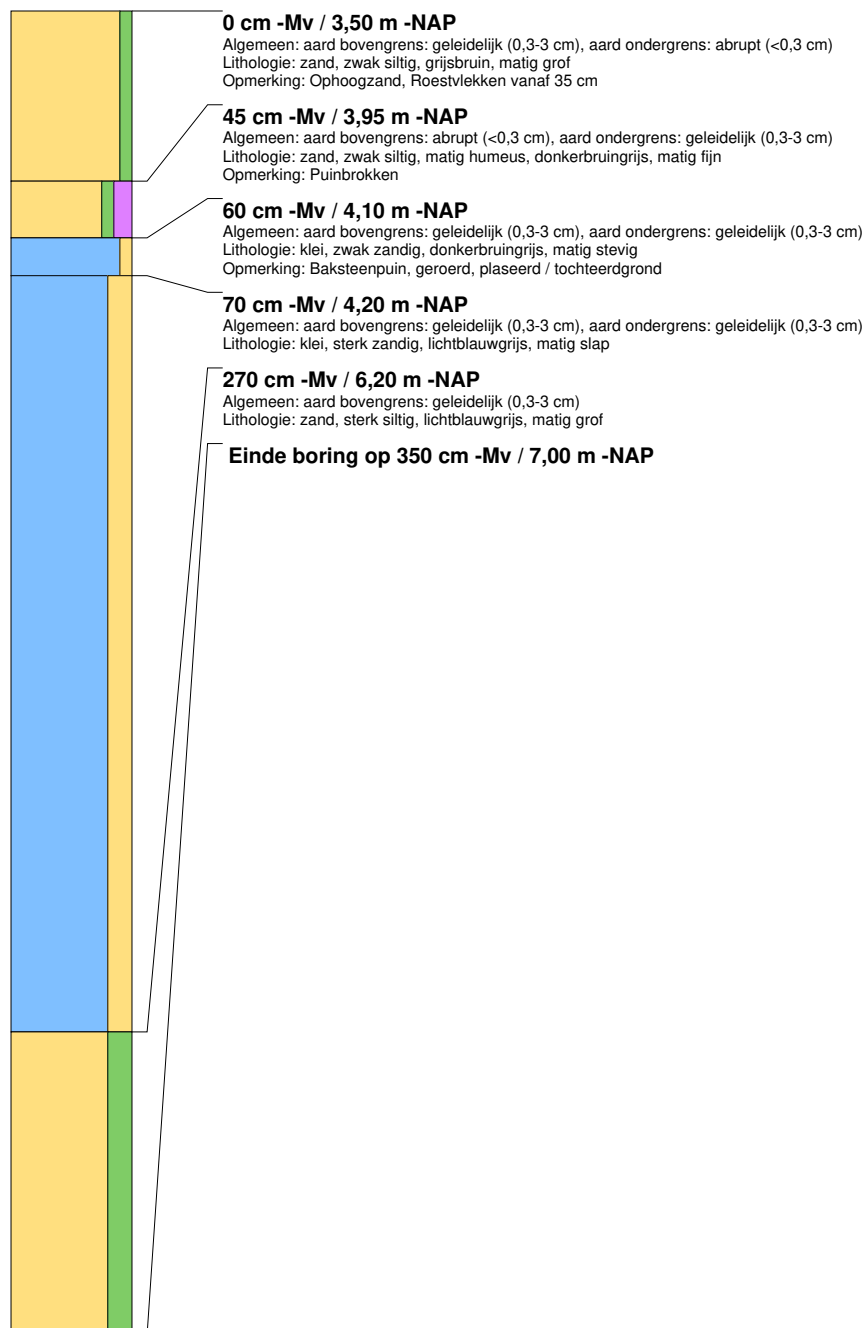 0 cm -Mv / 3,50 m -NAP
Algemeen: aard bovengrens: geleidelijk (0,3-3 cm), aard ondergrens: abrupt (<0,3 cm)
Lithologie: zand, zwak siltig, grijsbruin, matig grof
Opmerking: Ophoogzand, Roestvlekken vanaf 35 cm
45 cm -Mv / 3,95 m -NAP
Algemeen: aard bovengrens: abrupt (<0,3 cm), aard ondergrens: geleidelijk (0,3-3 cm)
Lithologie: zand, zwak siltig, matig humeus, donkerbruingrijs, matig fijn
Opmerking: Puinbrokken
60 cm -Mv / 4,10 m -NAP
Algemeen: aard bovengrens: geleidelijk (0,3-3 cm), aard ondergrens: geleidelijk (0,3-3 cm)
Lithologie: klei, zwak zandig, donkerbruingrijs, matig stevig
Opmerking: Baksteenpuin, geroerd, plaseerd / tochteerdgrond
70 cm -Mv / 4,20 m -NAP
Algemeen: aard bovengrens: geleidelijk (0,3-3 cm), aard ondergrens: geleidelijk (0,3-3 cm)
Lithologie: klei, sterk zandig, lichtblauwgrijs, matig slap
270 cm -Mv / 6,20 m -NAP
Algemeen: aard bovengrens: geleidelijk (0,3-3 cm)
Lithologie: zand, sterk siltig, lichtblauwgrijs, matig grof
Einde boring op 350 cm -Mv / 7,00 m -NAP